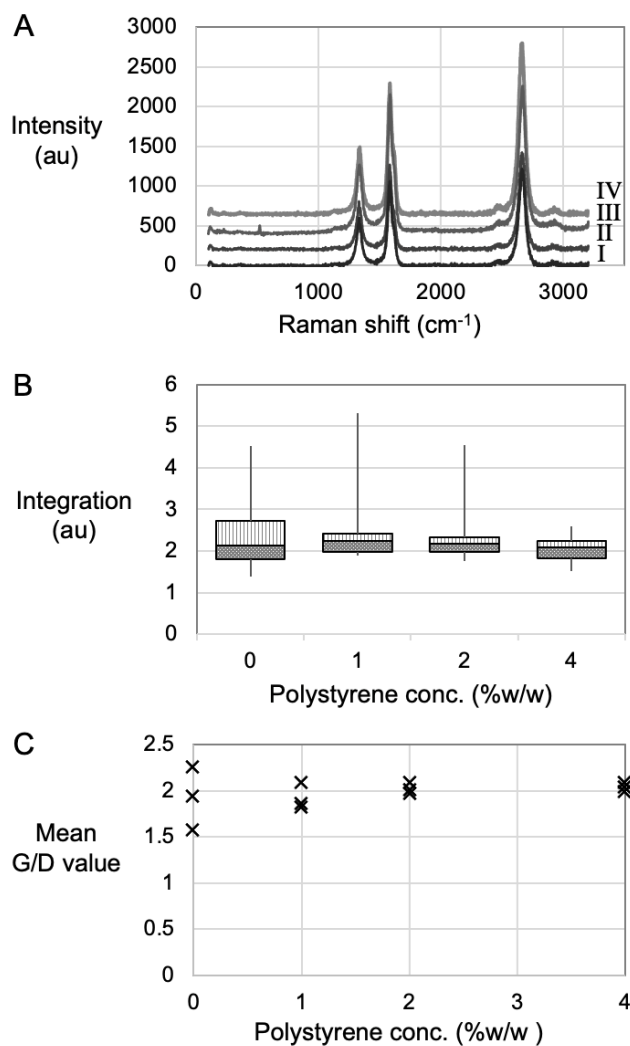 A
3000
2500
2000
Intensity
(au)
1500
1000
500
0
IV
III
II
I
0 1000 2000 3000
Raman shift (cm-1)
B
6
5
4
Integration
(au)
3
2
1
0
0 1 2 4
Polystyrene conc. (%w/w)
C
2.5
2
Mean
G/D value
1.5
1
0.5
0
0 1 2 3 4
Polystyrene conc. (%w/w )